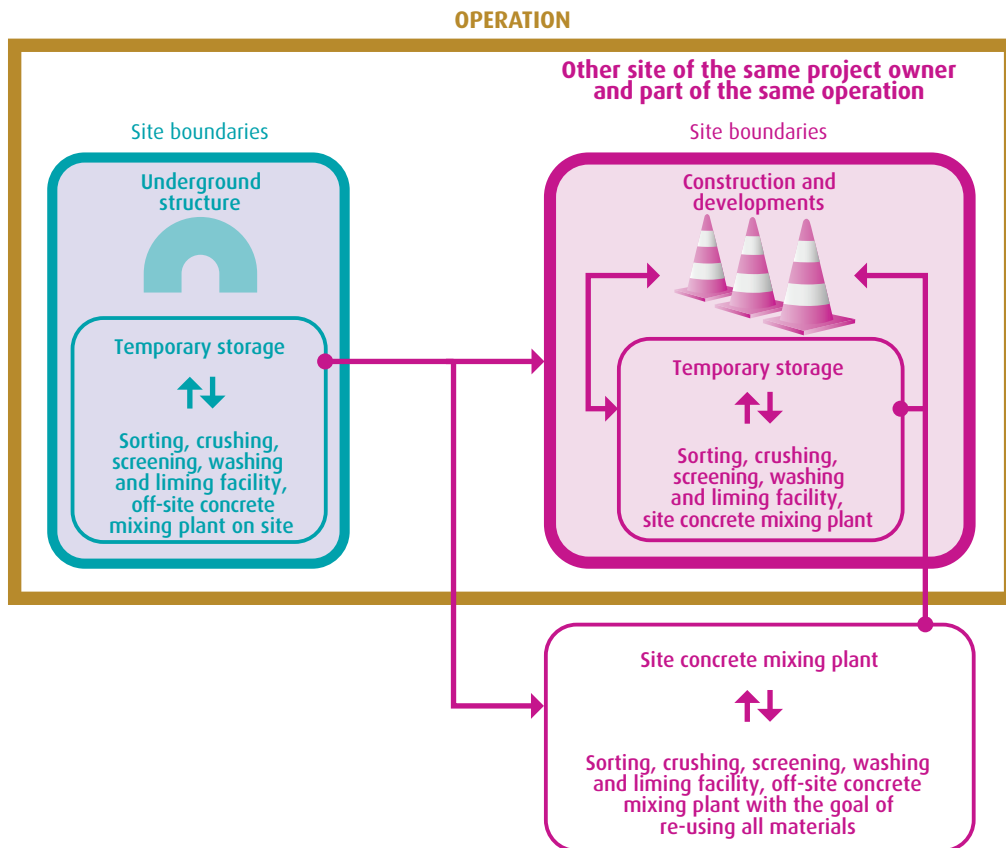 OPERATION
Other site of the same project owner
and part of the same operation
Site boundaries
Underground
structure
Temporary storage
Sorting, crushing,
screening, washing
and liming facility,
off-site concrete
mixing plant on site
Site boundaries
Construction and
developments
Temporary storage
Sorting, crushing,
screening, washing
and liming facility,
site concrete mixing plant
Site concrete mixing plant
Sorting, crushing, screening, washing
and liming facility, off-site concrete
mixing plant with the goal of
re-using all materials